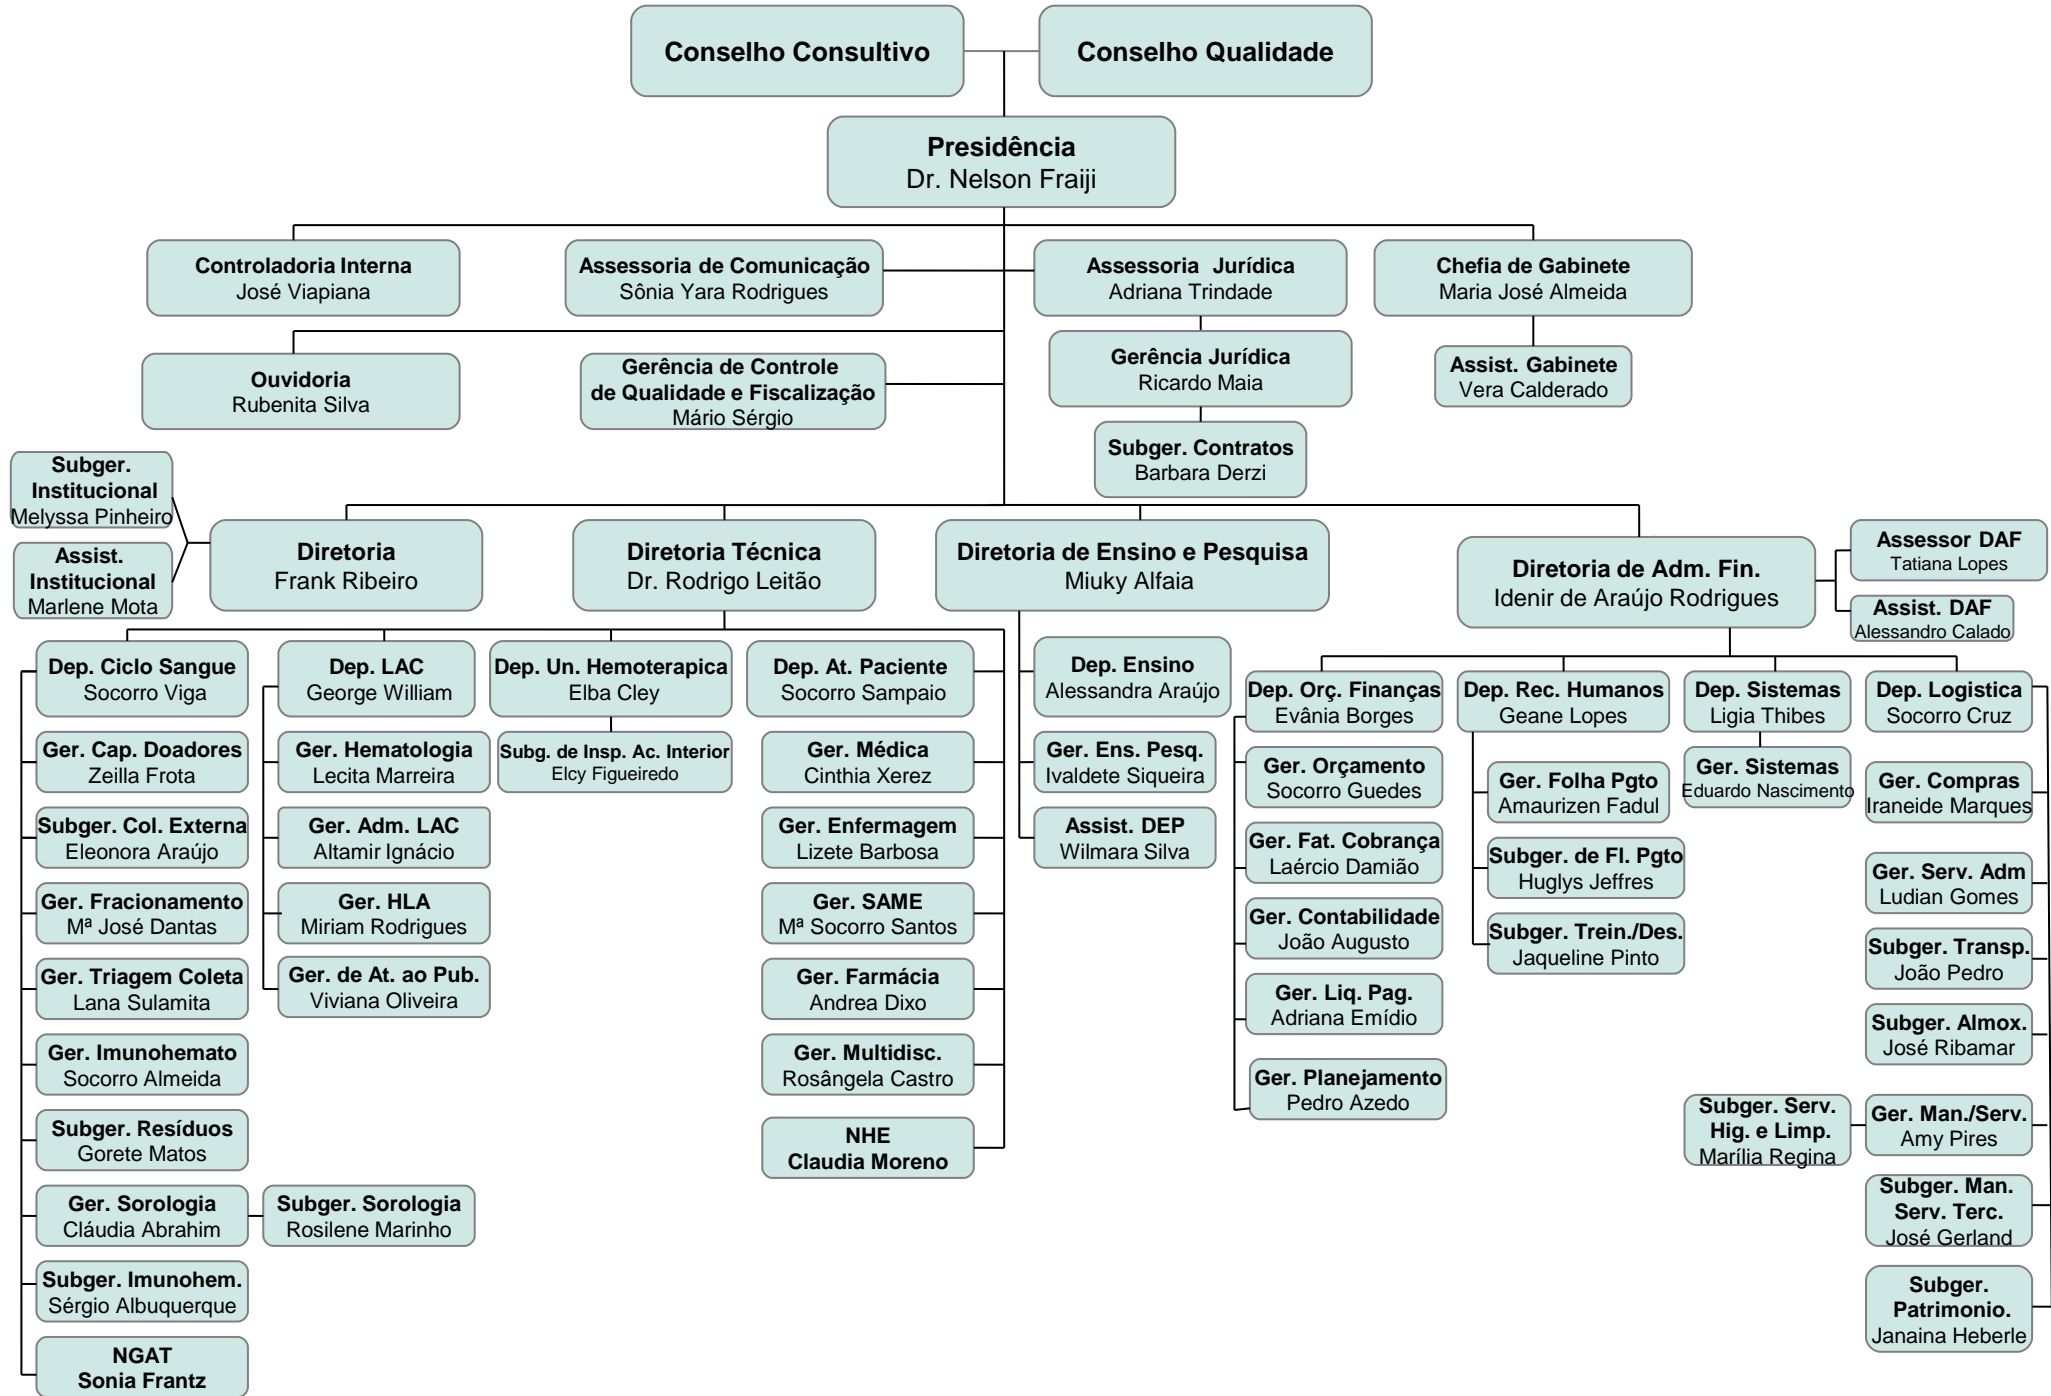 Conselho Consultivo
Conselho Qualidade
Presidência
Dr. Nelson Fraiji
Controladoria Interna
José Viapiana
Assessoria de Comunicação
Sônia Yara Rodrigues
Assessoria Jurídica
Adriana Trindade
Chefia de Gabinete
Maria José Almeida
Ouvidoria
Rubenita Silva
Gerência de Controle
de Qualidade e Fiscalização
Mário Sérgio
Gerência Jurídica
Ricardo Maia
Assist. Gabinete
Vera Calderado
Subger. Contratos
Barbara Derzi
Subger.
Institucional
Melyssa Pinheiro
Assist.
Institucional
Marlene Mota
Diretoria
Frank Ribeiro
Diretoria Técnica
Dr. Rodrigo Leitão
Diretoria de Ensino e Pesquisa
Miuky Alfaia
Diretoria de Adm. Fin.
Idenir de Araújo Rodrigues
Assessor DAF
Tatiana Lopes
Assist. DAF
Alessandro Calado
Dep. Ciclo Sangue
Socorro Viga
Ger. Cap. Doadores
Zeilla Frota
Subger. Col. Externa
Eleonora Araújo
Ger. Fracionamento
Mª José Dantas
Ger. Triagem Coleta
Lana Sulamita
Ger. Imunohemato
Socorro Almeida
Subger. Resíduos
Gorete Matos
Ger. Sorologia
Cláudia Abrahim
Subger. Sorologia
Rosilene Marinho
Subger. Imunohem.
Sérgio Albuquerque
NGAT
Sonia Frantz
Dep. LAC
George William
Ger. Hematologia
Lecita Marreira
Ger. Adm. LAC
Altamir Ignácio
Ger. HLA
Miriam Rodrigues
Ger. de At. ao Pub.
Viviana Oliveira
Dep. Un. Hemoterapica
Elba Cley
Subg. de Insp. Ac. Interior
Elcy Figueiredo
Dep. At. Paciente
Socorro Sampaio
Ger. Médica
Cinthia Xerez
Ger. Enfermagem
Lizete Barbosa
Ger. SAME
Mª Socorro Santos
Ger. Farmácia
Andrea Dixo
Ger. Multidisc.
Rosângela Castro
NHE
Claudia Moreno
Dep. Ensino
Alessandra Araújo
Ger. Ens. Pesq.
Ivaldete Siqueira
Assist. DEP
Wilmara Silva
Dep. Orç. Finanças
Evânia Borges
Ger. Orçamento
Socorro Guedes
Ger. Fat. Cobrança
Laércio Damião
Ger. Contabilidade
João Augusto
Ger. Liq. Pag.
Adriana Emídio
Ger. Planejamento
Pedro Azedo
Dep. Rec. Humanos
Geane Lopes
Ger. Folha Pgto
Amaurizen Fadul
Subger. de Fl. Pgto
Huglys Jeffres
Subger. Trein./Des.
Jaqueline Pinto
Dep. Sistemas
Ligia Thibes
Ger. Sistemas
Eduardo Nascimento
Dep. Logistica
Socorro Cruz
Ger. Compras
Iraneide Marques
Ger. Serv. Adm
Ludian Gomes
Subger. Transp.
João Pedro
Subger. Almox.
José Ribamar
Subger. Serv.
Hig. e Limp.
Marília Regina
Ger. Man./Serv.
Amy Pires
Subger. Man.
Serv. Terc.
José Gerland
Subger.
Patrimonio.
Janaina Heberle